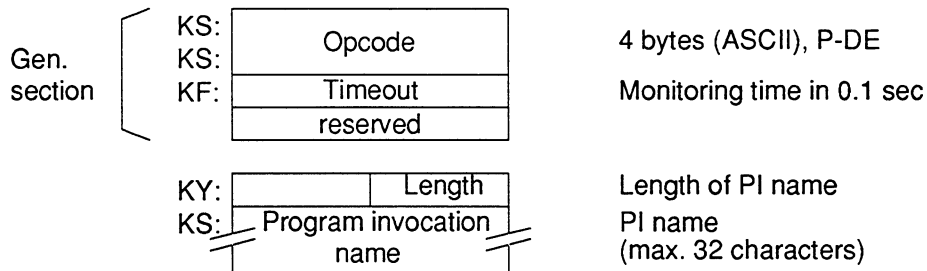 Gen.
section
KS:
KS:
KF:
Opcode
4 bytes (ASCII), P-DE
Timeout
Monitoring time in 0.1 sec
reserved
KY:
Length
Length of PI name
KS:
Program invocation
name
PI name
(max. 32 characters)